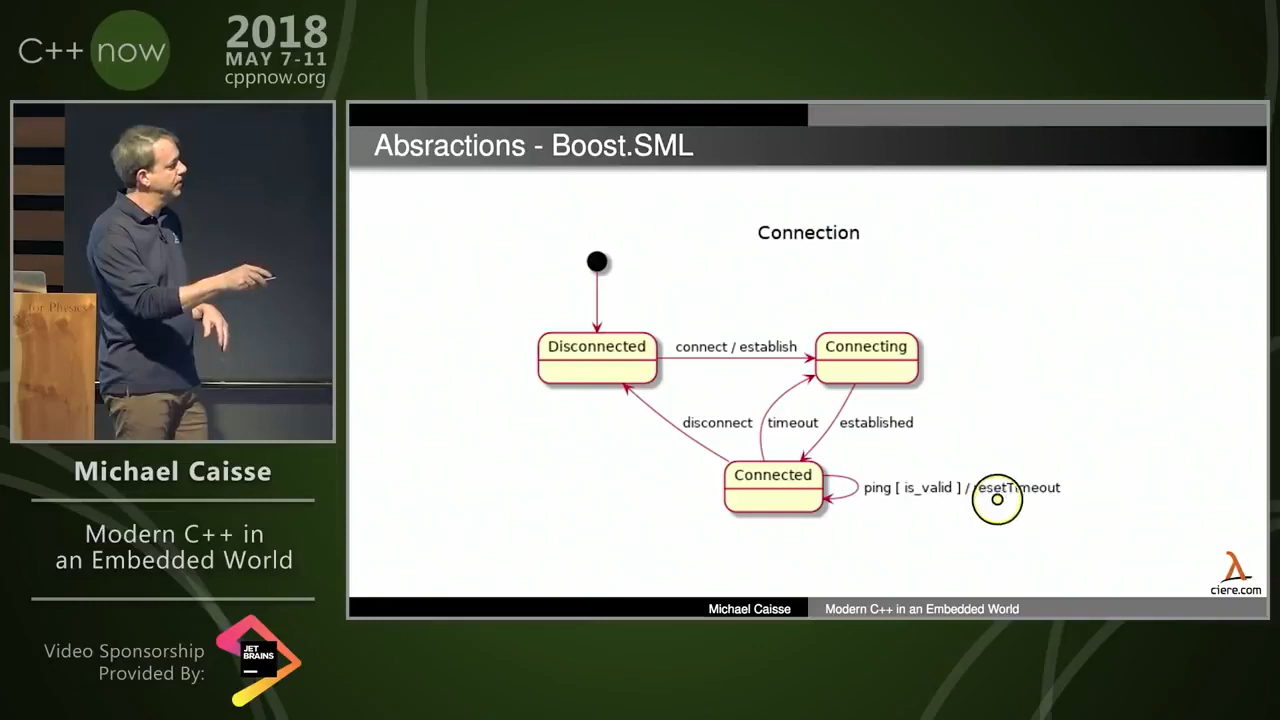 C++ now
2018
MAY 7-11
cppnow.org
for Physics
Absractions - Boost.SML
Connection
Disconnected
connect / establish
Connecting
disconnect
timeout
established
Connected
ping [ is_valid ] / resetTimeout
ciere.com
Michael Caisse
Modern C++ in an Embedded World
Michael Caisse
Modern C++ in
an Embedded World
Video Sponsorship
Provided By:
JET
BRAINS